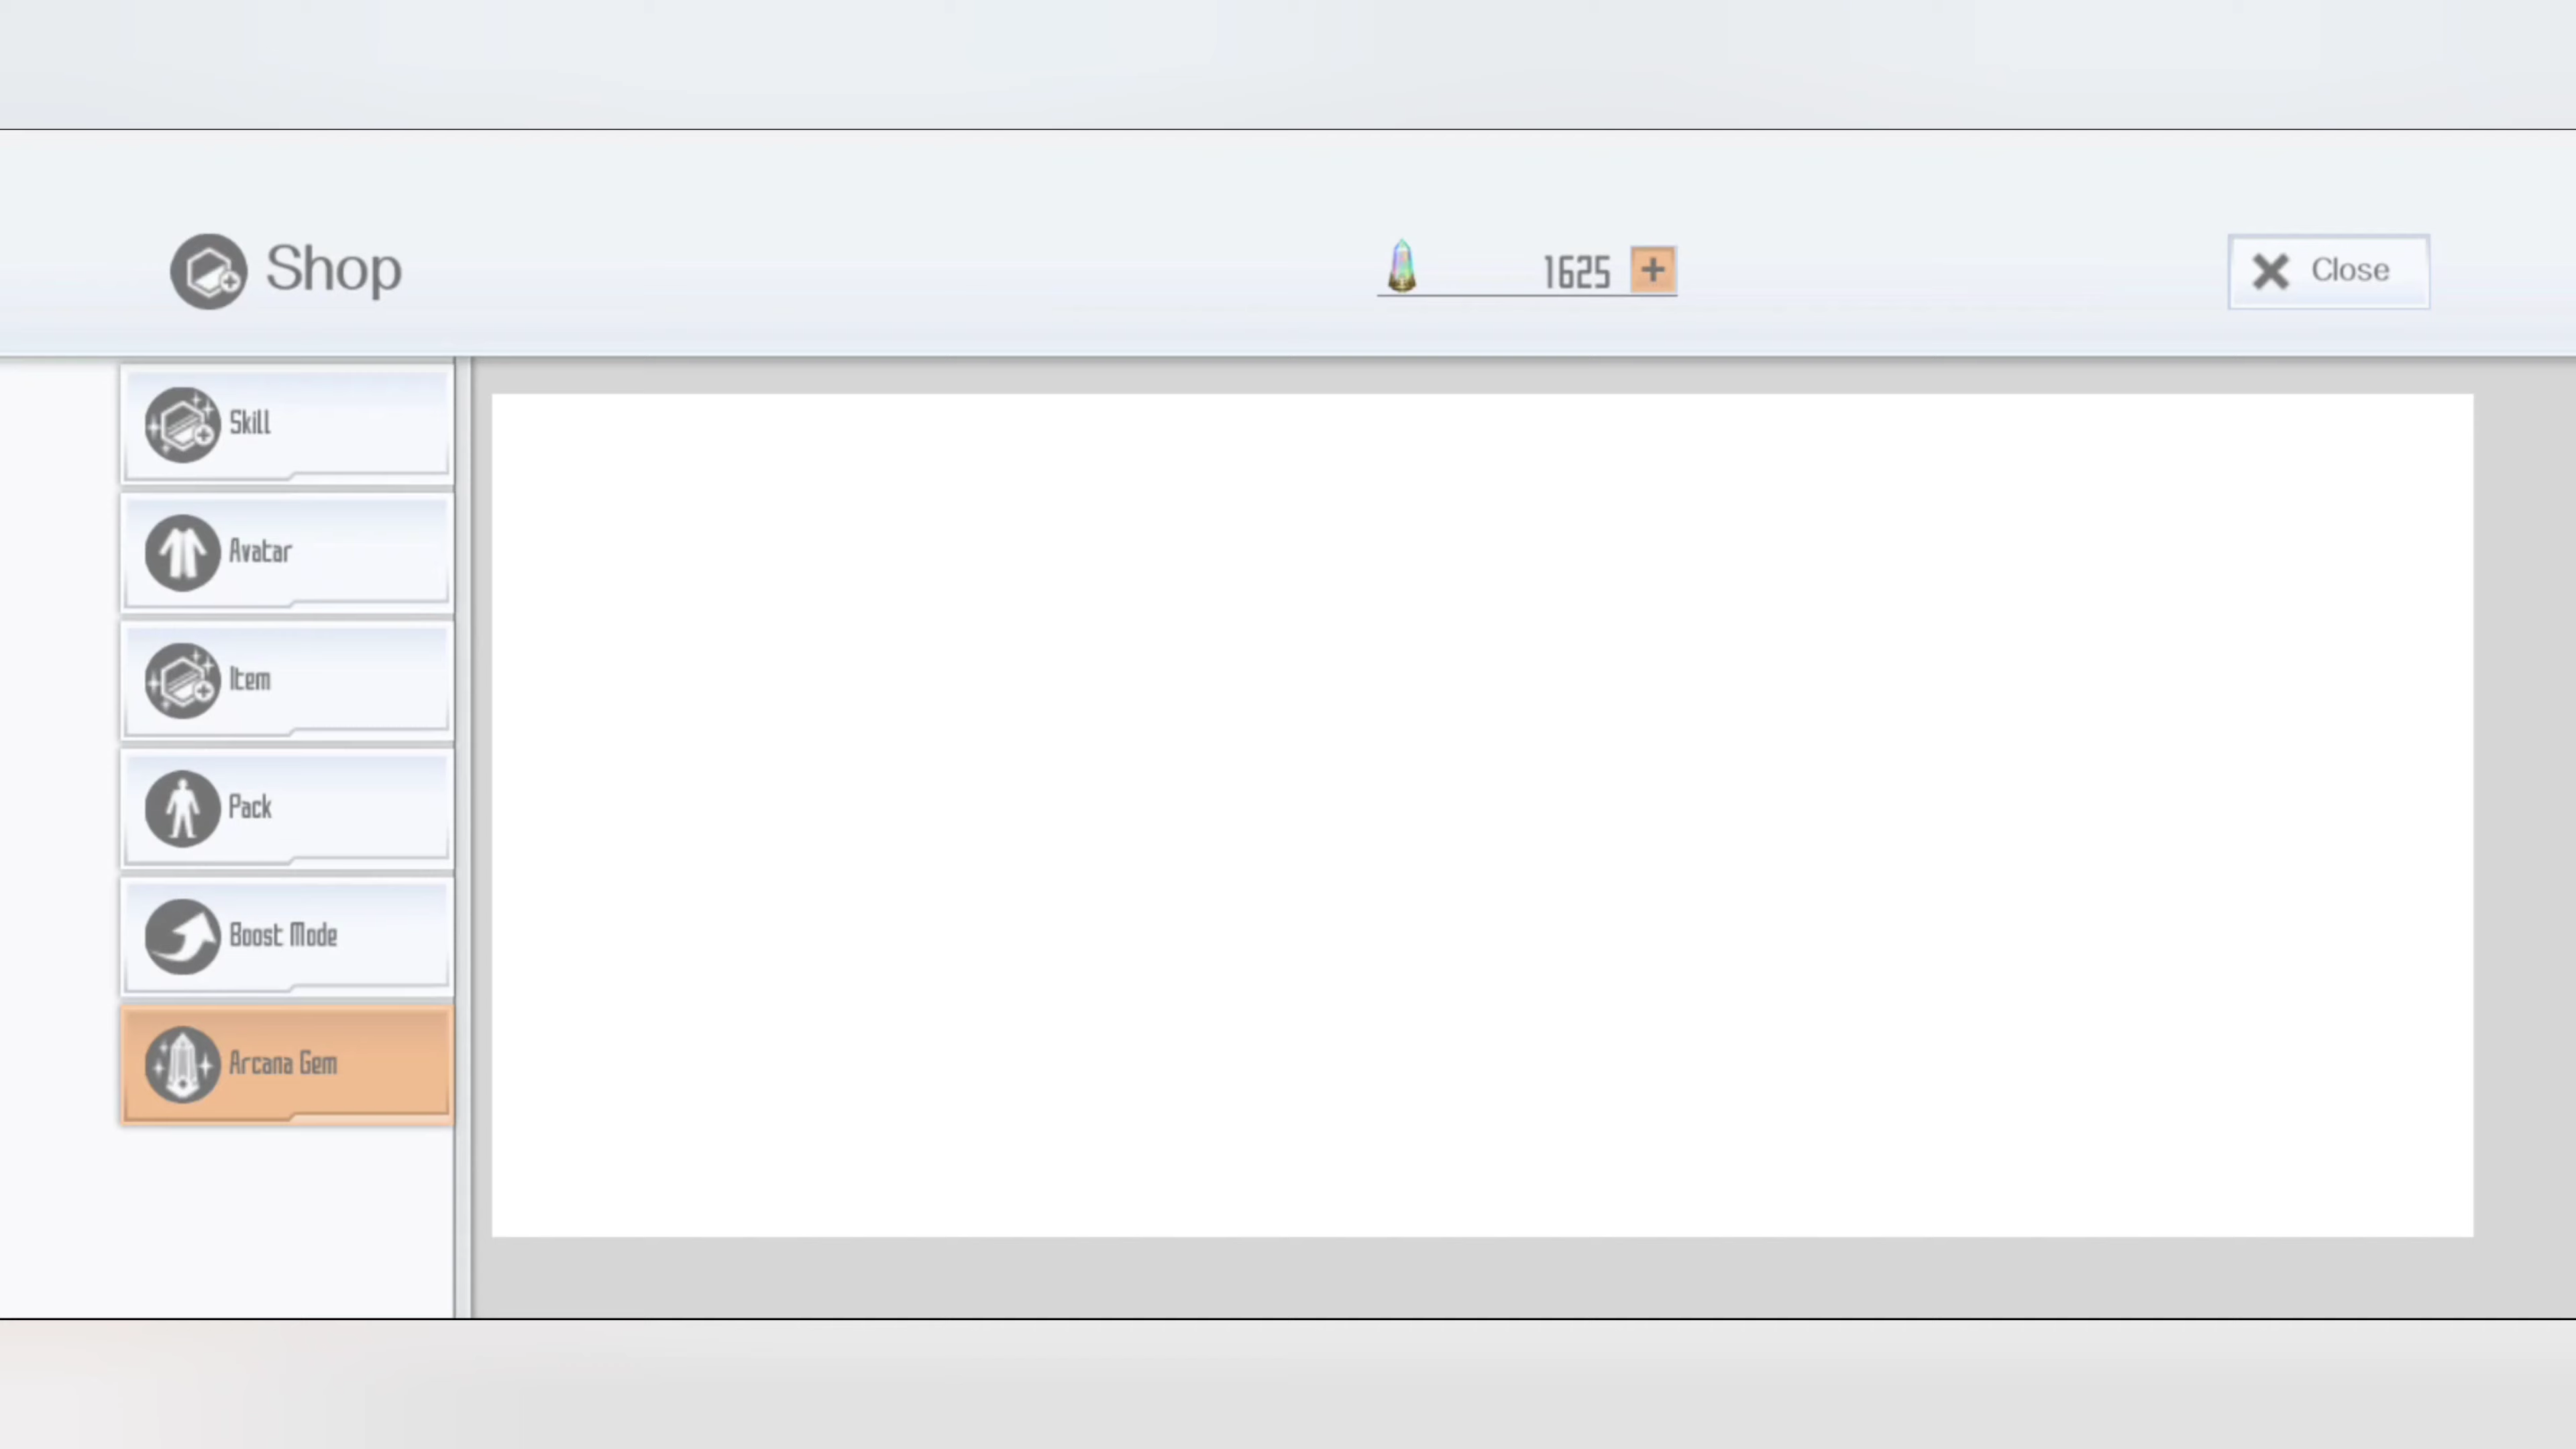 Shop
1625
Close
Skill
Avatar
Item
Pack
Boost Mode
Arcana Gem